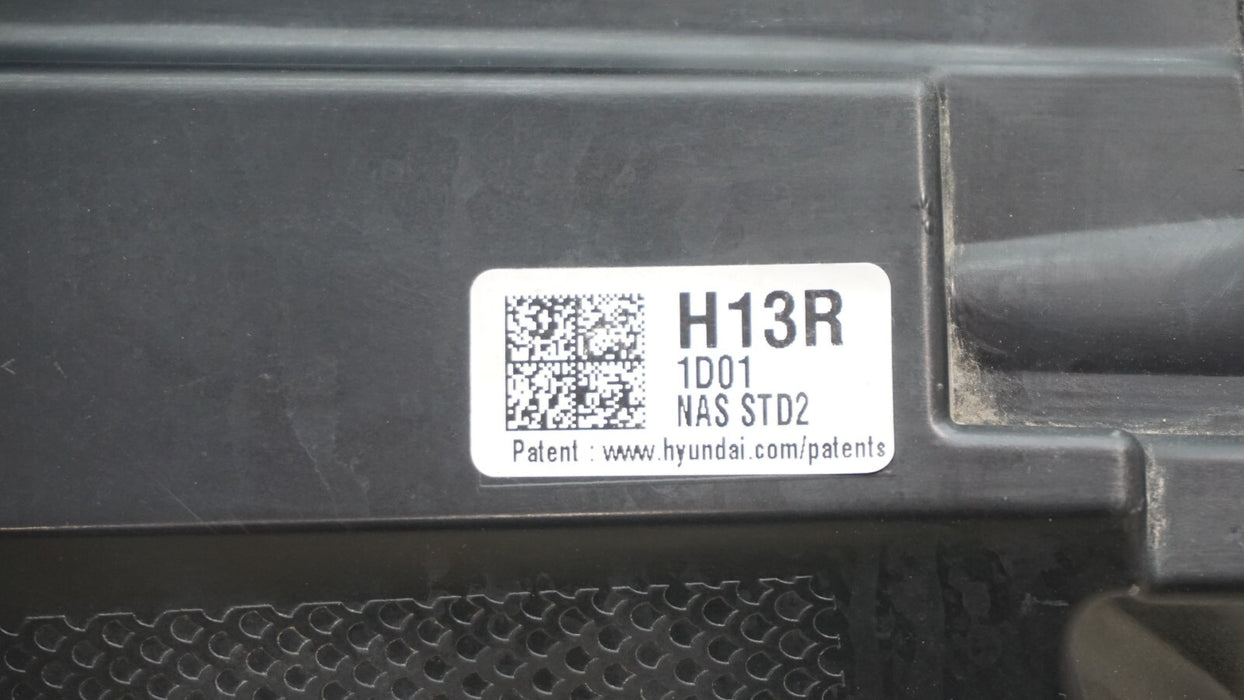 H13R
1D01
NAS STD2
Patent : www.hyundai.com/patents